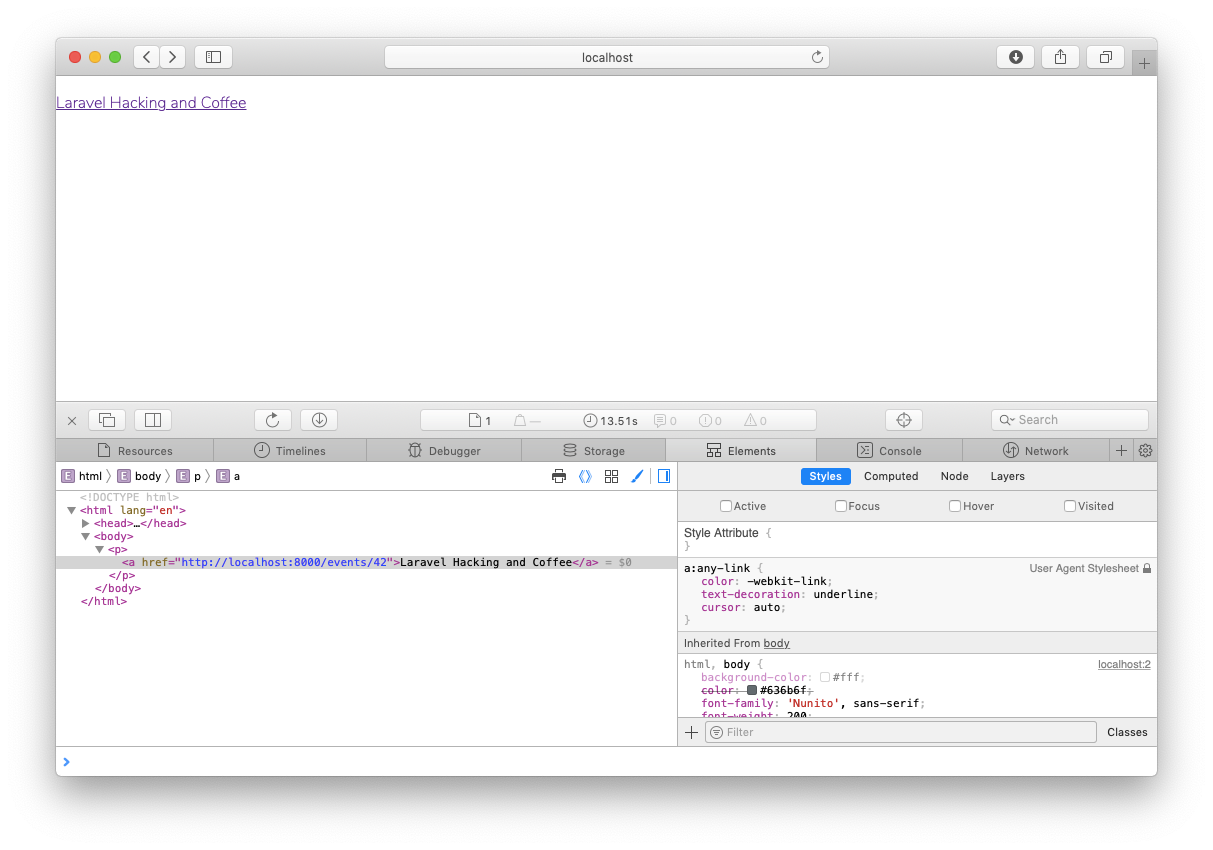 localhost
Laravel Hacking and Coffee
1 — 13.51s 0 0 0 Search
Resources Timelines Debugger Storage Elements Console Network
E html E body E p E a
Styles Computed Node Layers
Active Focus Hover Visited
<!DOCTYPE html>
<html lang="en">
<head>…</head>
<body>
<p>
<a href="http://localhost:8000/events/42">Laravel Hacking and Coffee</a> = $0
</p>
</body>
</html>
Style Attribute {
}
a:any-link { User Agent Stylesheet
color: -webkit-link;
text-decoration: underline;
cursor: auto;
}
Inherited From body
html, body { localhost:2
background-color: #fff;
color: #636b6f;
font-family: 'Nunito', sans-serif;
font-weight: 200;
Filter Classes